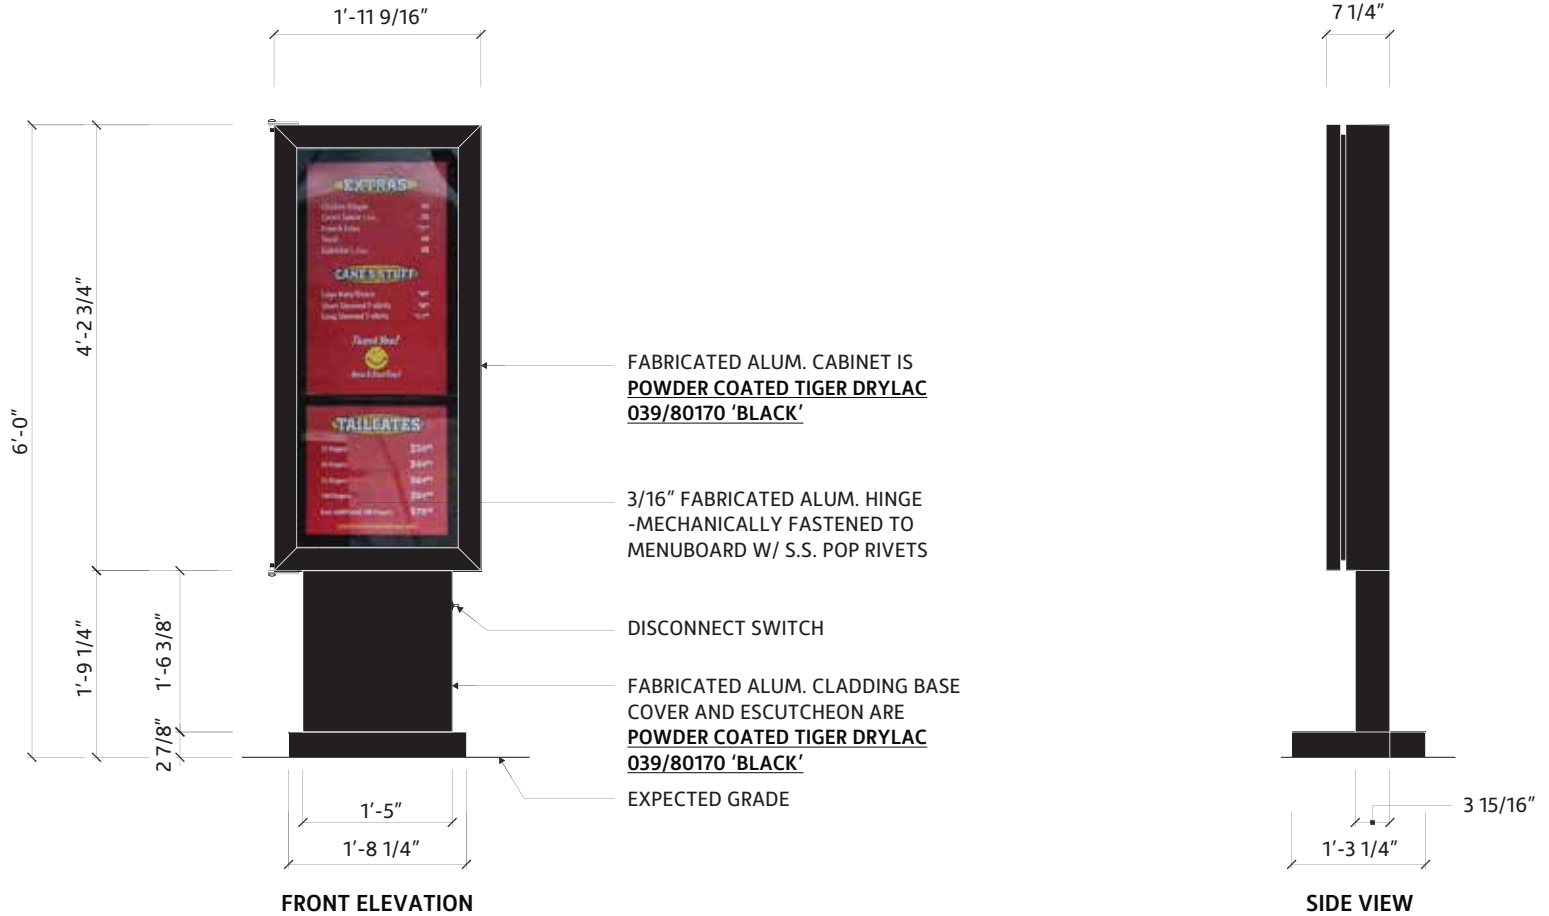 1'-11 9/16"
7 1/4"
6'-0"
4'-2 3/4"
1'-9 1/4"
1'-6 3/8"
2 7/8"
EXTRAS
CANE'S STUFF
Thank You!
TAILGATES
FABRICATED ALUM. CABINET IS
POWDER COATED TIGER DRYLAC
039/80170 ‘BLACK’
3/16" FABRICATED ALUM. HINGE
-MECHANICALLY FASTENED TO
MENUBOARD W/ S.S. POP RIVETS
DISCONNECT SWITCH
FABRICATED ALUM. CLADDING BASE
COVER AND ESCUTCHEON ARE
POWDER COATED TIGER DRYLAC
039/80170 ‘BLACK’
EXPECTED GRADE
1'-5"
1'-8 1/4"
3 15/16"
1'-3 1/4"
FRONT ELEVATION
SIDE VIEW